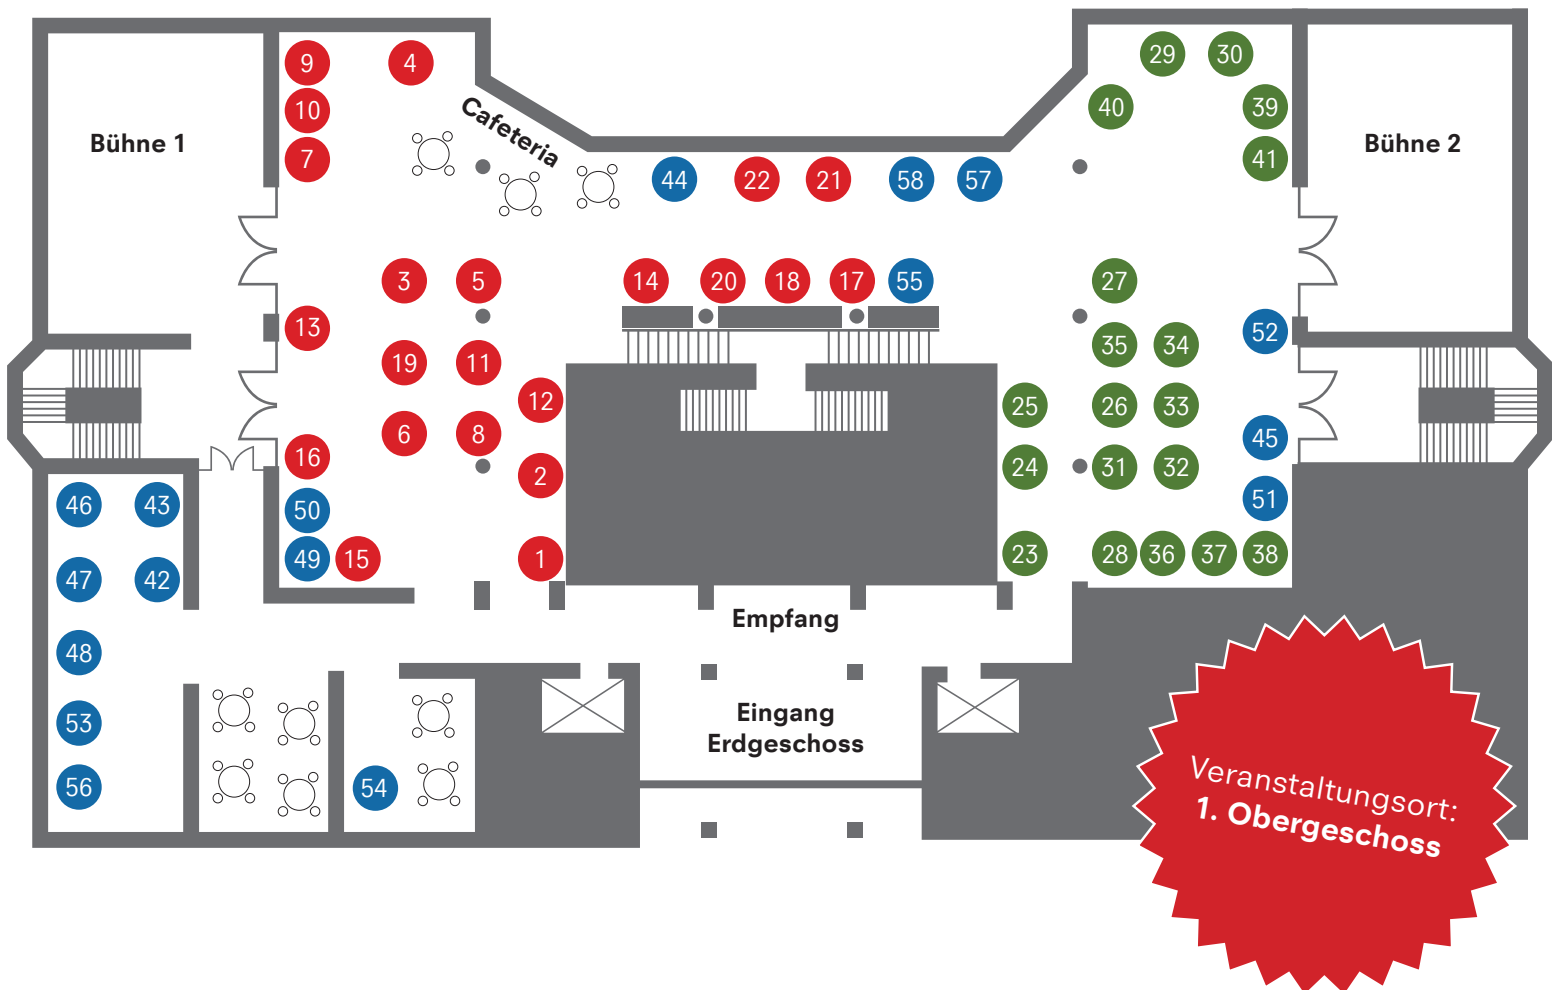 9 4 29 30
10 40 39
Cafeteria
Bühne 1 Bühne 2
7 41
44 22 21 58 57
3 5 14 20 18 17 55 27
13 52
35 34
19 11
12 25 26 33
6 8 45
16 24 31 32
2
51
46 43 50
49 15 1 23 28 36 37 38
47 42
Empfang
48
Eingang
53
Erdgeschoss
56 54
Veranstaltungsort:
1. Obergeschoss